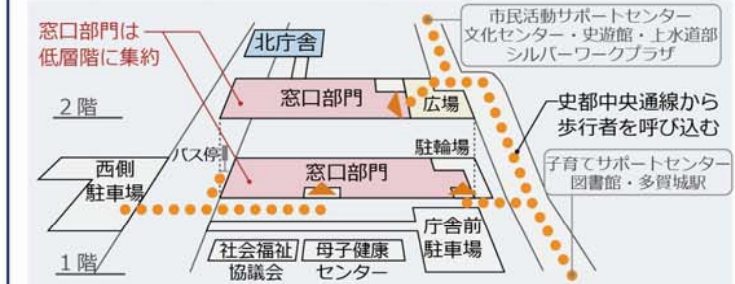 窓口部門は
低層階に集約
北庁舎
市民活動サポートセンター
文化センター・史遊館・上水道部
シルバーワークプラザ
2階
窓口部門
広場
史都中央通線から
歩行者を呼び込む
バス停
駐輪場
西側
駐車場
窓口部門
子育てサポートセンター
図書館・多賀城駅
庁舎前
駐車場
1階
社会福祉
協議会
母子健康
センター